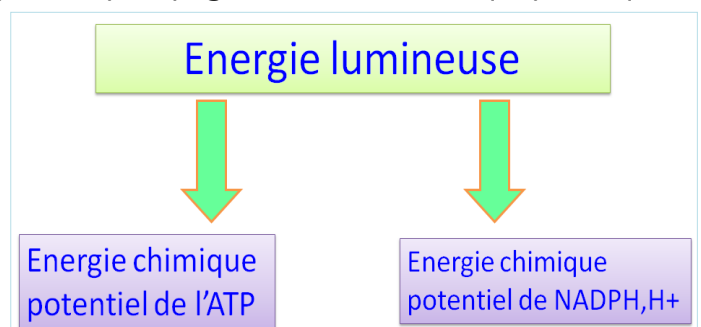 Energie lumineuse
Energie chimique
potentiel de l'ATP
Energie chimique
potentiel de NADPH,H+